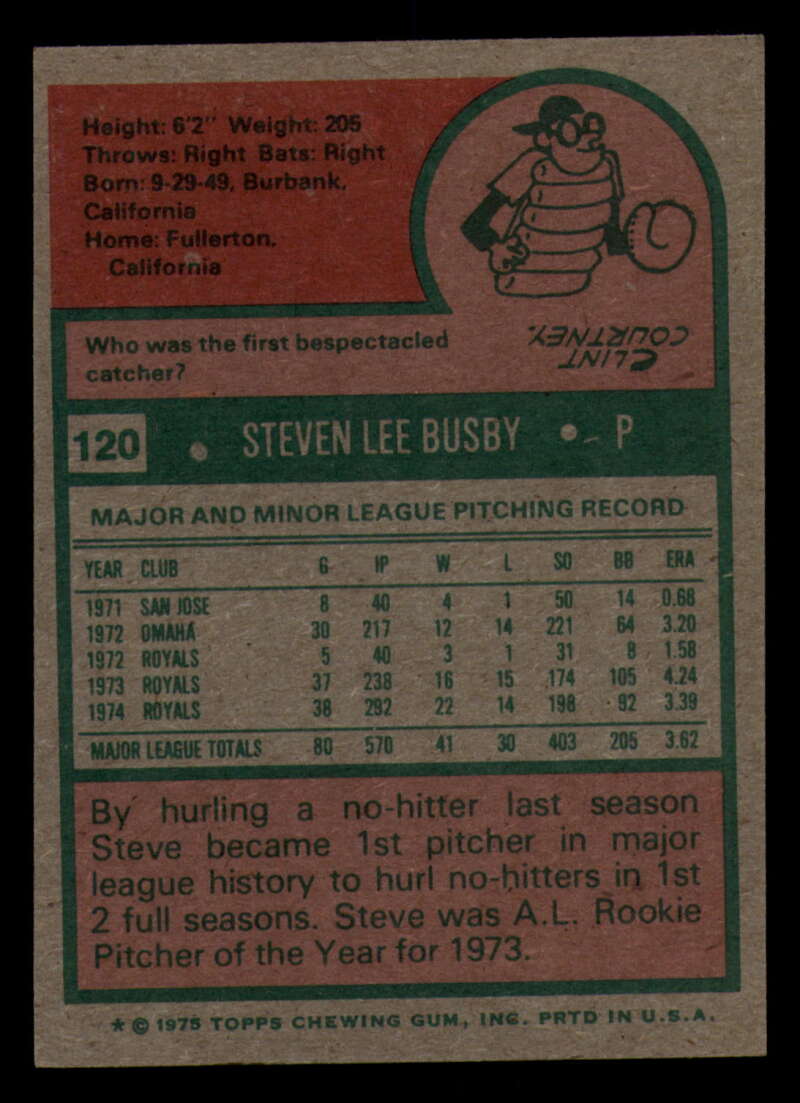 Height: 6'2" Weight: 205
Throws: Right Bats: Right
Born: 9-29-49, Burbank,
California
Home: Fullerton,
California
Who was the first bespectacled
catcher?
CLINT
COURTNEY.
120 • STEVEN LEE BUSBY • P
MAJOR AND MINOR LEAGUE PITCHING RECORD
YEAR CLUB G IP W L SO BB ERA
1971 SAN JOSE 8 40 4 1 50 14 0.68
1972 OMAHA 30 217 12 14 221 64 3.20
1972 ROYALS 5 40 3 1 31 8 1.58
1973 ROYALS 37 238 16 15 174 105 4.24
1974 ROYALS 38 292 22 14 198 92 3.39
MAJOR LEAGUE TOTALS 80 570 41 30 403 205 3.62
By hurling a no-hitter last season
Steve became 1st pitcher in major
league history to hurl no-hitters in 1st
2 full seasons. Steve was A.L. Rookie
Pitcher of the Year for 1973.
* © 1975 TOPPS CHEWING GUM, INC. PRTD IN U.S.A.